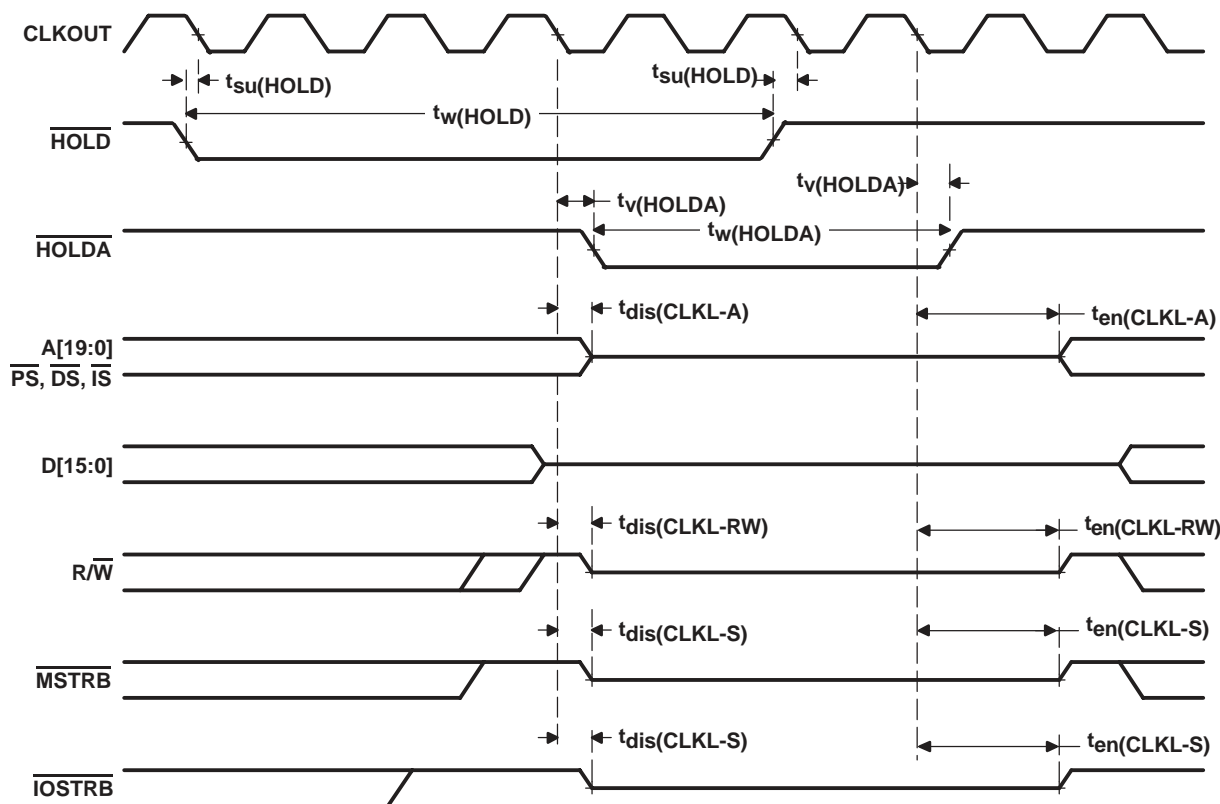 CLKOUT
tsu(HOLD)
tsu(HOLD)
tw(HOLD)
HOLD
tv(HOLDA)
tv(HOLDA)
tw(HOLDA)
HOLDA
tdis(CLKL-A)
ten(CLKL-A)
A[19:0]
PS, DS, IS
D[15:0]
tdis(CLKL-RW)
ten(CLKL-RW)
R/W
tdis(CLKL-S)
ten(CLKL-S)
MSTRB
tdis(CLKL-S)
ten(CLKL-S)
IOSTRB